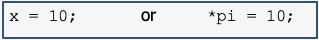 x = 10; or *pi = 10;